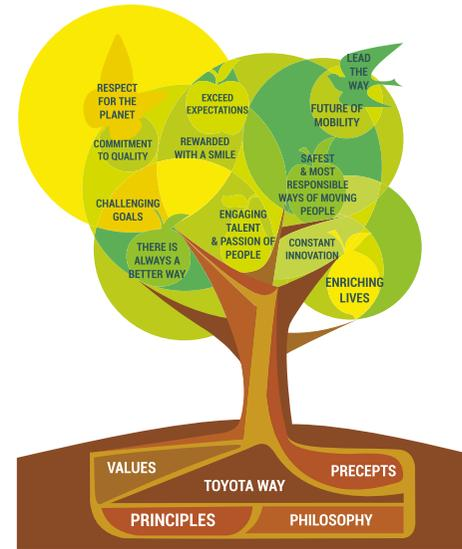 LEAD
THE
WAY
RESPECT
FOR THE
PLANET
EXCEED
EXPECTATIONS
FUTURE OF
MOBILITY
COMMITMENT
TO QUALITY
REWARDED
WITH A SMILE
SAFEST
& MOST
RESPONSIBLE
WAYS OF MOVING
PEOPLE
CHALLENGING
GOALS
ENGAGING
TALENT
& PASSION OF
PEOPLE
THERE IS
ALWAYS A
BETTER WAY
CONSTANT
INNOVATION
ENRICHING
LIVES
VALUES
PRECEPTS
TOYOTA WAY
PRINCIPLES
PHILOSOPHY